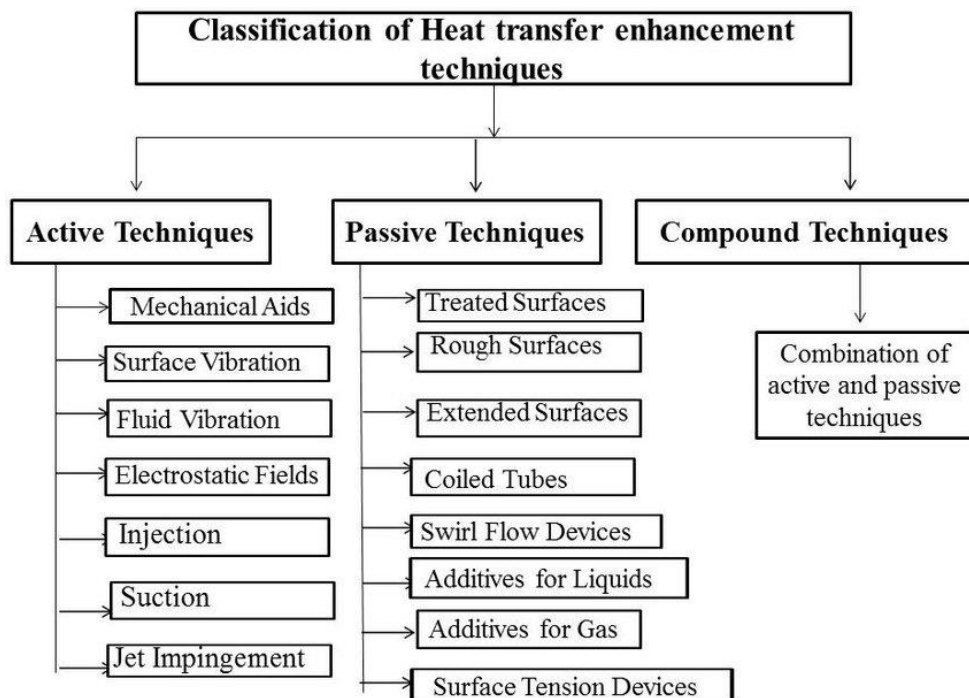 Classification of Heat transfer enhancement
techniques
Active Techniques
Mechanical Aids
Surface Vibration
Fluid Vibration
Electrostatic Fields
Injection
Suction
Jet Impingement
Passive Techniques
Treated Surfaces
Rough Surfaces
Extended Surfaces
Coiled Tubes
Swirl Flow Devices
Additives for Liquids
Additives for Gas
Surface Tension Devices
Compound Techniques
Combination of
active and passive
techniques